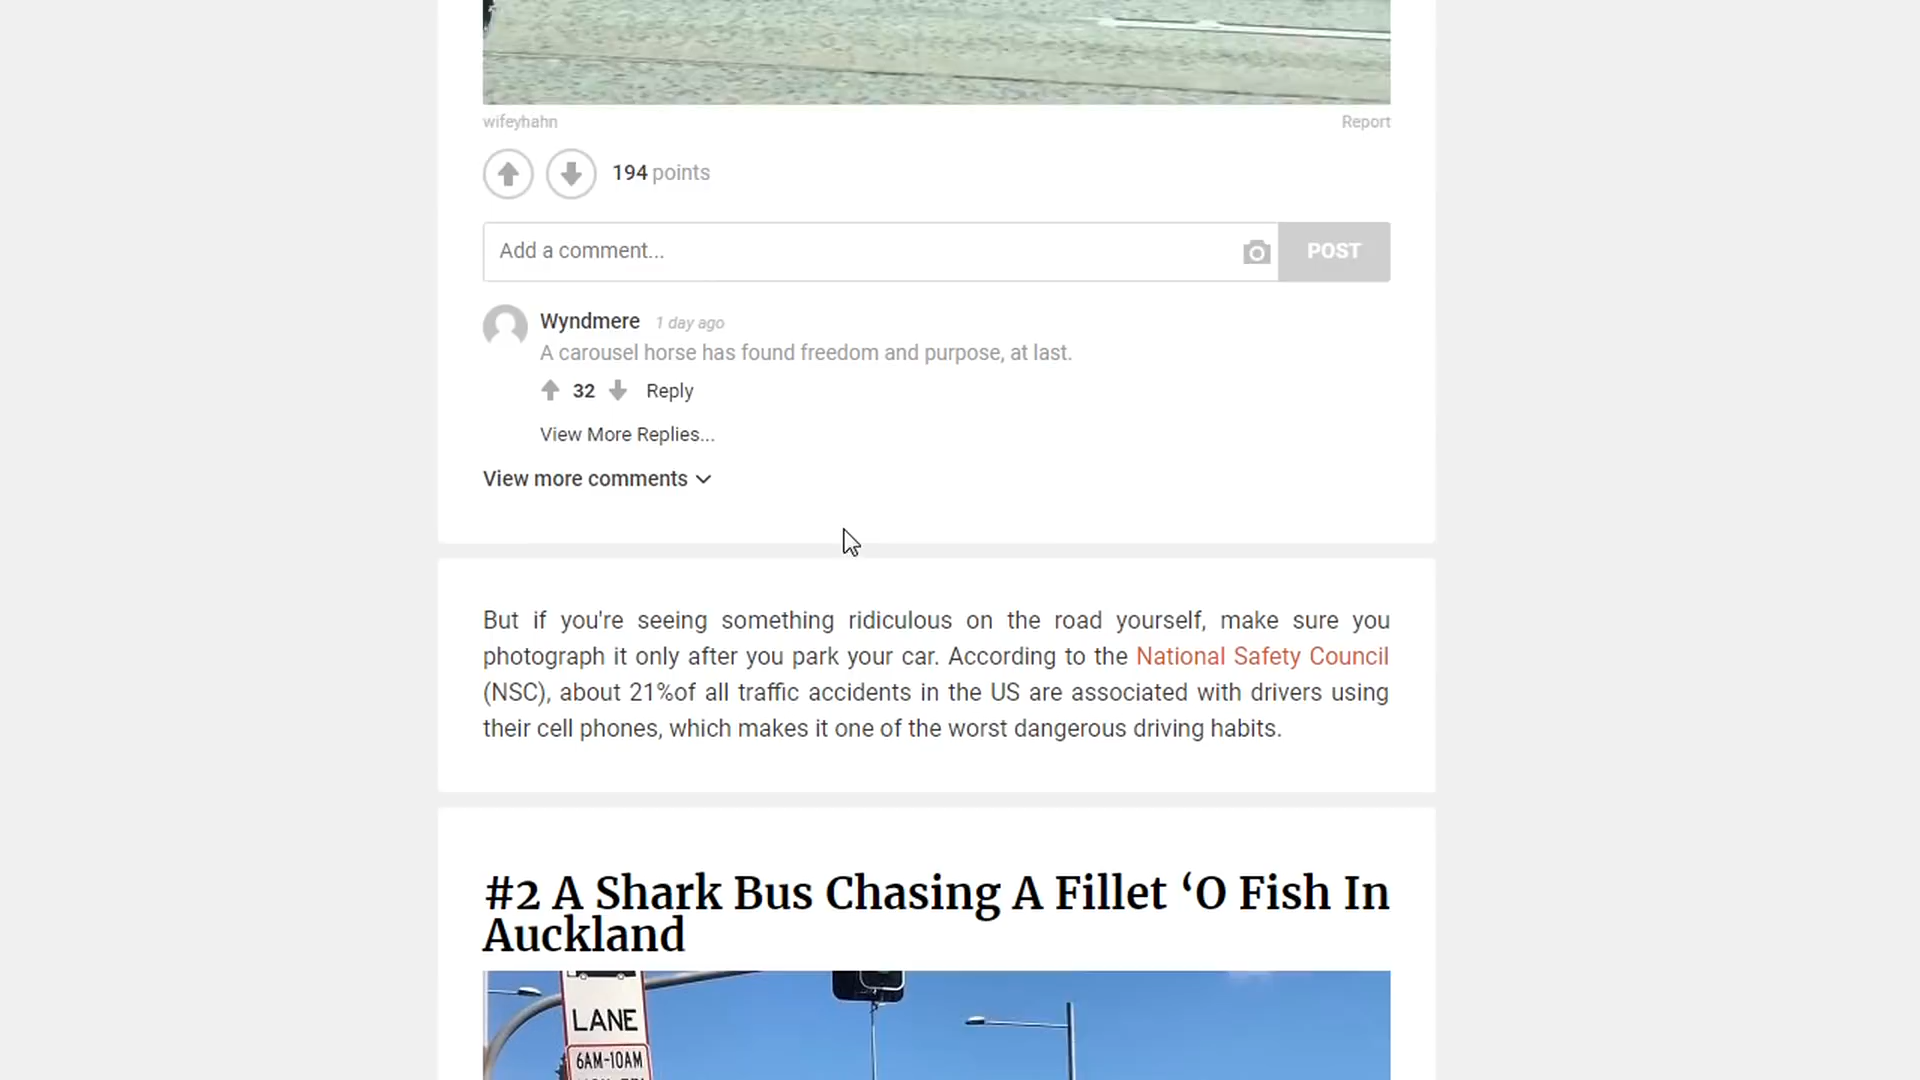 wifeyhahn
Report
194 points
Add a comment...
POST
Wyndmere 1 day ago
A carousel horse has found freedom and purpose, at last.
32 Reply
View More Replies...
View more comments
But if you're seeing something ridiculous on the road yourself, make sure you
photograph it only after you park your car. According to the National Safety Council
(NSC), about 21%of all traffic accidents in the US are associated with drivers using
their cell phones, which makes it one of the worst dangerous driving habits.
#2 A Shark Bus Chasing A Fillet ‘O Fish In
Auckland
LANE
6AM-10AM